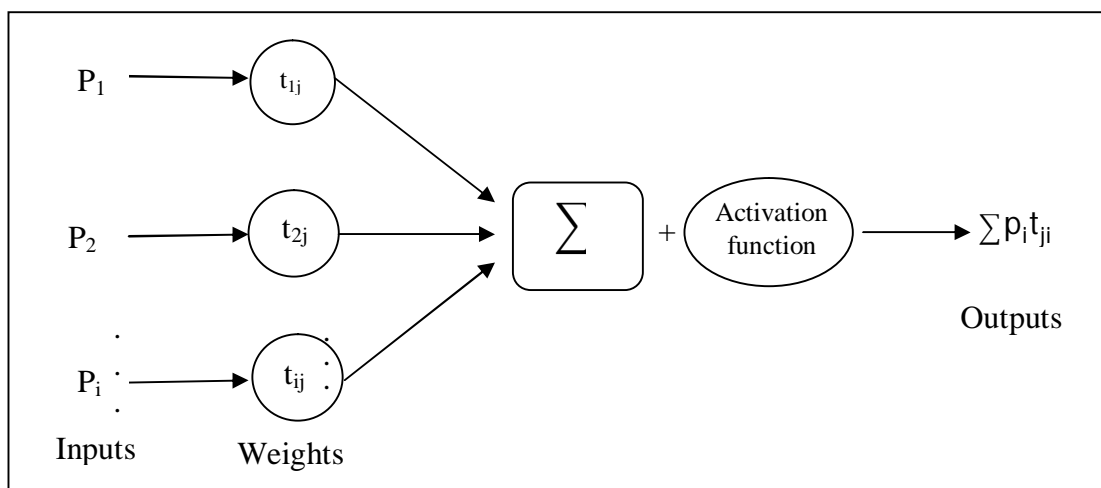 P₁
t₁ⱼ
P₂
t₂ⱼ
∑
+
Activation
function
∑pᵢtⱼᵢ
Outputs
.
.
.
Pᵢ
tᵢⱼ
.
.
.
Inputs
Weights